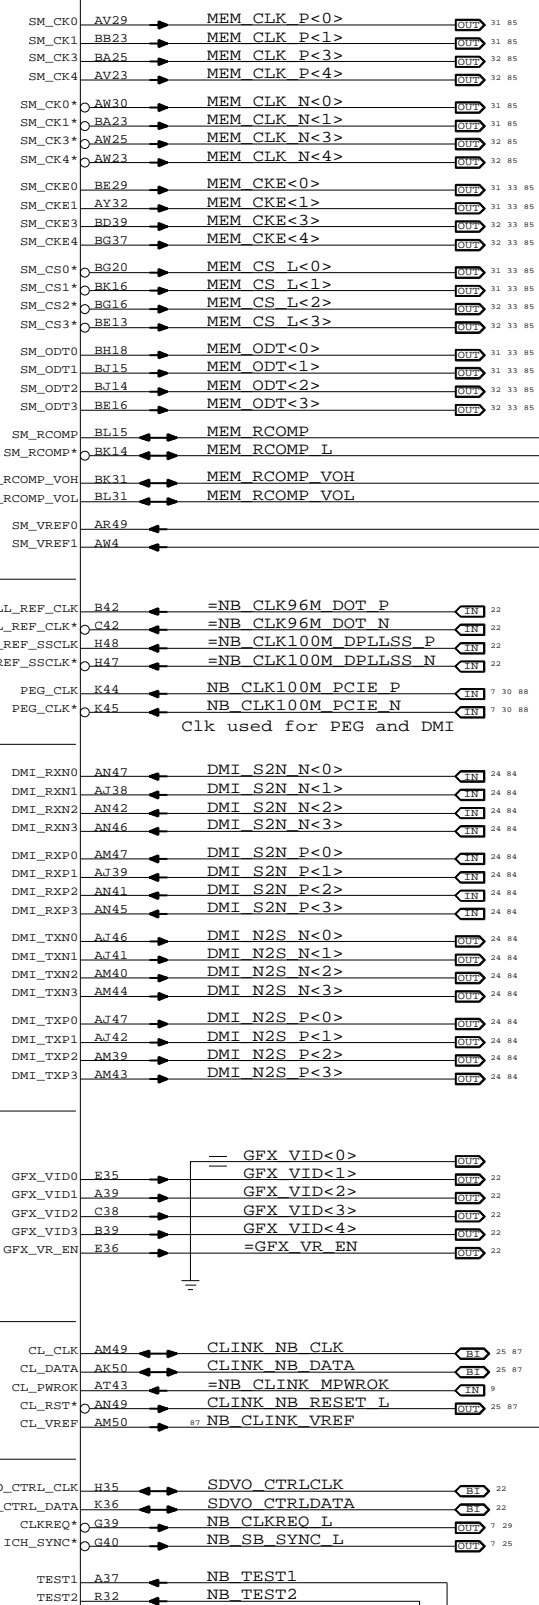 SM_CK0 AV29 MEM_CLK_P<0> OUT 31 85
SM_CK1 BB23 MEM_CLK_P<1> OUT 31 85
SM_CK3 BA25 MEM_CLK_P<3> OUT 32 85
SM_CK4 AV23 MEM_CLK_P<4> OUT 32 85
SM_CK0* AW30 MEM_CLK_N<0> OUT 31 85
SM_CK1* BA23 MEM_CLK_N<1> OUT 31 85
SM_CK3* AW25 MEM_CLK_N<3> OUT 32 85
SM_CK4* AW23 MEM_CLK_N<4> OUT 32 85
SM_CKE0 BE29 MEM_CKE<0> OUT 31 33 85
SM_CKE1 AY32 MEM_CKE<1> OUT 31 33 85
SM_CKE3 BD39 MEM_CKE<3> OUT 32 33 85
SM_CKE4 BG37 MEM_CKE<4> OUT 32 33 85
SM_CS0* BG20 MEM_CS_L<0> OUT 31 33 85
SM_CS1* BK16 MEM_CS_L<1> OUT 31 33 85
SM_CS2* BG16 MEM_CS_L<2> OUT 32 33 85
SM_CS3* BE13 MEM_CS_L<3> OUT 32 33 85
SM_ODT0 BH18 MEM_ODT<0> OUT 31 33 85
SM_ODT1 BJ15 MEM_ODT<1> OUT 31 33 85
SM_ODT2 BJ14 MEM_ODT<2> OUT 32 33 85
SM_ODT3 BE16 MEM_ODT<3> OUT 32 33 85
SM_RCOMP BL15 MEM_RCOMP
SM_RCOMP* BK14 MEM_RCOMP_L
_RCOMP_VOH BK31 MEM_RCOMP_VOH
_RCOMP_VOL BL31 MEM_RCOMP_VOL
SM_VREF0 AR49
SM_VREF1 AW4
LL_REF_CLK B42 =NB_CLK96M_DOT_P IN 22
L_REF_CLK* C42 =NB_CLK96M_DOT_N IN 22
_REF_SSCLK H48 =NB_CLK100M_DPLLSS_P IN 22
REF_SSCLK* H47 =NB_CLK100M_DPLLSS_N IN 22
PEG_CLK K44 NB_CLK100M_PCIE_P IN 7 30 88
PEG_CLK* K45 NB_CLK100M_PCIE_N IN 7 30 88
Clk used for PEG and DMI
DMI_RXN0 AN47 DMI_S2N_N<0> IN 24 84
DMI_RXN1 AJ38 DMI_S2N_N<1> IN 24 84
DMI_RXN2 AN42 DMI_S2N_N<2> IN 24 84
DMI_RXN3 AN46 DMI_S2N_N<3> IN 24 84
DMI_RXP0 AM47 DMI_S2N_P<0> IN 24 84
DMI_RXP1 AJ39 DMI_S2N_P<1> IN 24 84
DMI_RXP2 AN41 DMI_S2N_P<2> IN 24 84
DMI_RXP3 AN45 DMI_S2N_P<3> IN 24 84
DMI_TXN0 AJ46 DMI_N2S_N<0> OUT 24 84
DMI_TXN1 AJ41 DMI_N2S_N<1> OUT 24 84
DMI_TXN2 AM40 DMI_N2S_N<2> OUT 24 84
DMI_TXN3 AM44 DMI_N2S_N<3> OUT 24 84
DMI_TXP0 AJ47 DMI_N2S_P<0> OUT 24 84
DMI_TXP1 AJ42 DMI_N2S_P<1> OUT 24 84
DMI_TXP2 AM39 DMI_N2S_P<2> OUT 24 84
DMI_TXP3 AM43 DMI_N2S_P<3> OUT 24 84
GFX_VID<0> OUT
GFX_VID0 E35 GFX_VID<1> OUT 22
GFX_VID1 A39 GFX_VID<2> OUT 22
GFX_VID2 C38 GFX_VID<3> OUT 22
GFX_VID3 B39 GFX_VID<4> OUT 22
GFX_VR_EN E36 =GFX_VR_EN OUT 22
CL_CLK AM49 CLINK_NB_CLK BI 25 87
CL_DATA AK50 CLINK_NB_DATA BI 25 87
CL_PWROK AT43 =NB_CLINK_MPWROK IN 9
CL_RST* AN49 CLINK_NB_RESET_L OUT 25 87
CL_VREF AM50 87 NB_CLINK_VREF
O_CTRL_CLK H35 SDVO_CTRLCLK BI 22
_CTRL_DATA K36 SDVO_CTRLDATA BI 22
CLKREQ* G39 NB_CLKREQ_L OUT 7 29
ICH_SYNC* G40 NB_SB_SYNC_L OUT 7 25
TEST1 A37 NB_TEST1
TEST2 R32 NB_TEST2